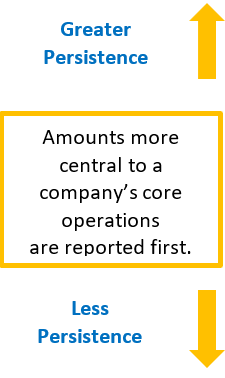 Greater
Persistence
Amounts more
central to a
company’s core
operations
are reported first.
Less
Persistence